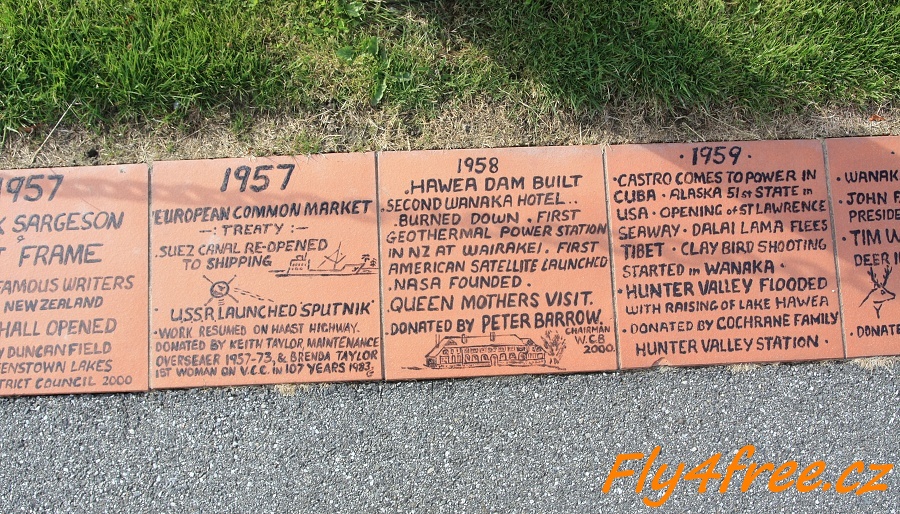 1957
SARGESON
&
FRAME
FAMOUS WRITERS
NEW ZEALAND
HALL OPENED
DUNCANFIELD
LAKES
COUNCIL 2000
1957
EUROPEAN COMMON MARKET
-: TREATY :-
. SUEZ CANAL RE-OPENED
TO SHIPPING
USSR LAUNCHED 'SPUTNIK'
• WORK RESUMED ON HAAST HIGHWAY.
DONATED BY KEITH TAYLOR, MAINTENANCE
OVERSEAER 1957-73, & BRENDA TAYLOR
1ST WOMAN ON V.C.C. IN 107 YEARS 1983.
1958
. HAWEA DAM BUILT
SECOND WANAKA HOTEL..
. BURNED DOWN . FIRST
GEOTHERMAL POWER STATION
IN NZ AT WAIRAKEI. FIRST
AMERICAN SATELLITE LAUNCHED
. NASA FOUNDED .
QUEEN MOTHERS VISIT.
. DONATED BY PETER BARROW.
CHAIRMAN
W.C.B
2000.
· 1959 ·
• CASTRO COMES TO POWER IN
CUBA · ALASKA 51st STATE in
USA · OPENING of ST LAWRENCE
SEAWAY · DALAI LAMA FLEES
TIBET · CLAY BIRD SHOOTING
STARTED in WANAKA ·
• HUNTER VALLEY FLOODED
WITH RAISING OF LAKE HAWEA
• DONATED BY COCHRANE FAMILY
HUNTER VALLEY STATION .
• WANAK
JOHN F
PRESID
• TIM W
DEER
• DONAT
Fly4free.cz